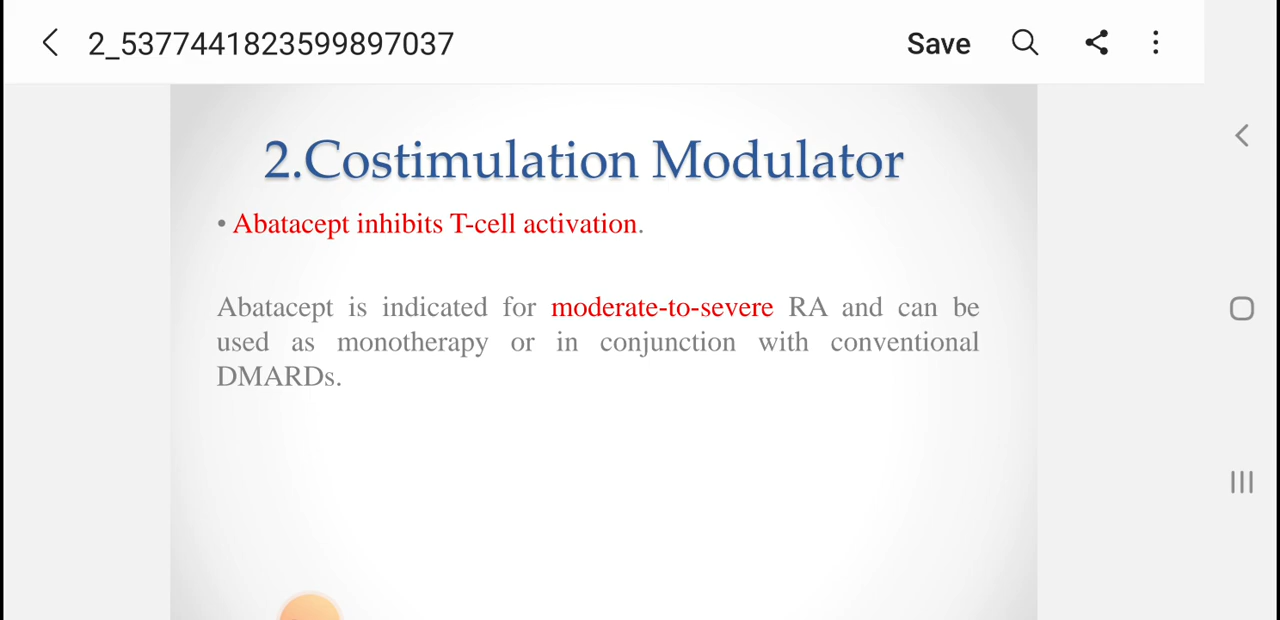 2_5377441823599897037
Save
2.Costimulation Modulator
• Abatacept inhibits T-cell activation.
Abatacept is indicated for moderate-to-severe RA and can be
used as monotherapy or in conjunction with conventional
DMARDs.